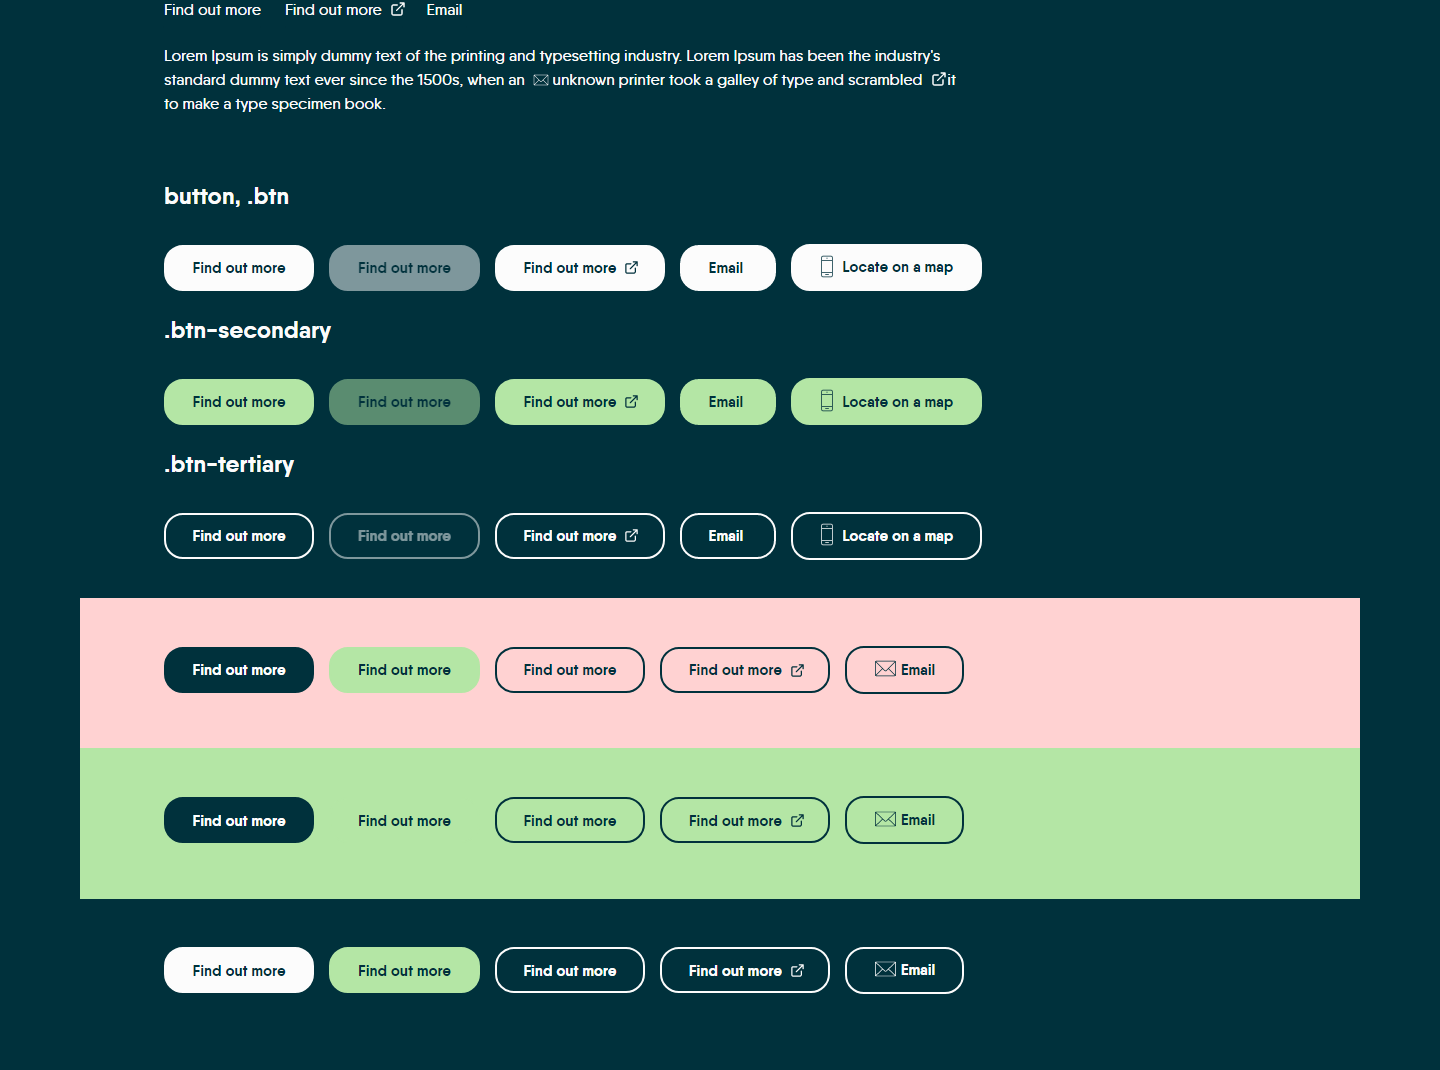 Find out more Find out more Email
Lorem Ipsum is simply dummy text of the printing and typesetting industry. Lorem Ipsum has been the industry's
standard dummy text ever since the 1500s, when an unknown printer took a galley of type and scrambled it
to make a type specimen book.
button, .btn
Find out more Find out more Find out more Email Locate on a map
.btn-secondary
Find out more Find out more Find out more Email Locate on a map
.btn-tertiary
Find out more Find out more Find out more Email Locate on a map
Find out more Find out more Find out more Find out more Email
Find out more Find out more Find out more Find out more Email
Find out more Find out more Find out more Find out more Email